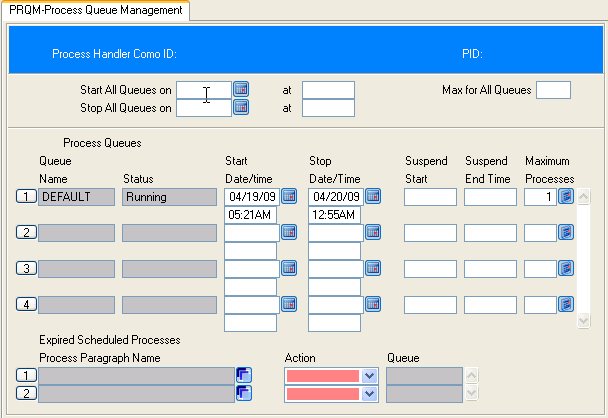 PRQM-Process Queue Management
Process Handler Como ID: PID:
Start All Queues on at Max for All Queues
Stop All Queues on at
Process Queues
Queue Start Stop Suspend Suspend Maximum
Name Status Date/time Date/Time Start End Time Processes
1 DEFAULT Running 04/19/09 04/20/09 1
05:21AM 12:55AM
2
3
4
Expired Scheduled Processes
Process Paragraph Name Action Queue
1
2